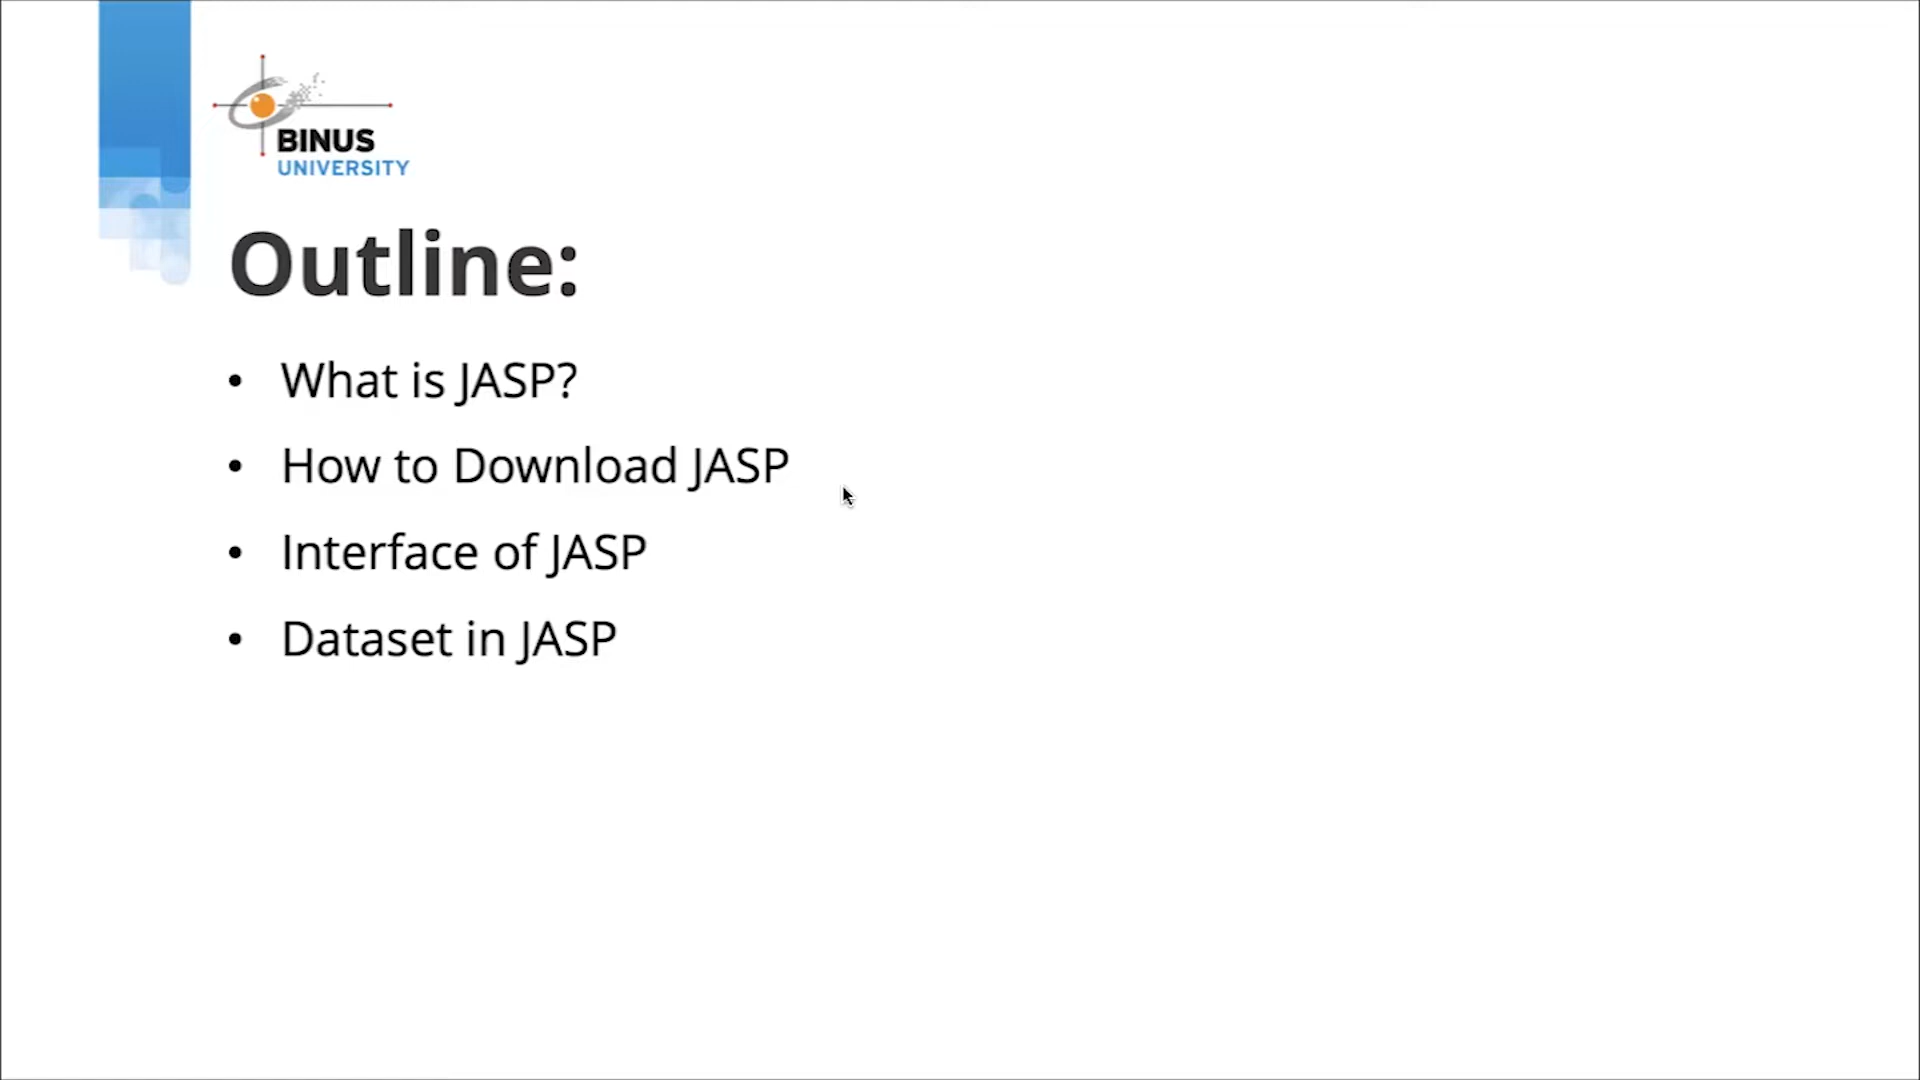 BINUS
UNIVERSITY
Outline:
• What is JASP?
• How to Download JASP
• Interface of JASP
• Dataset in JASP